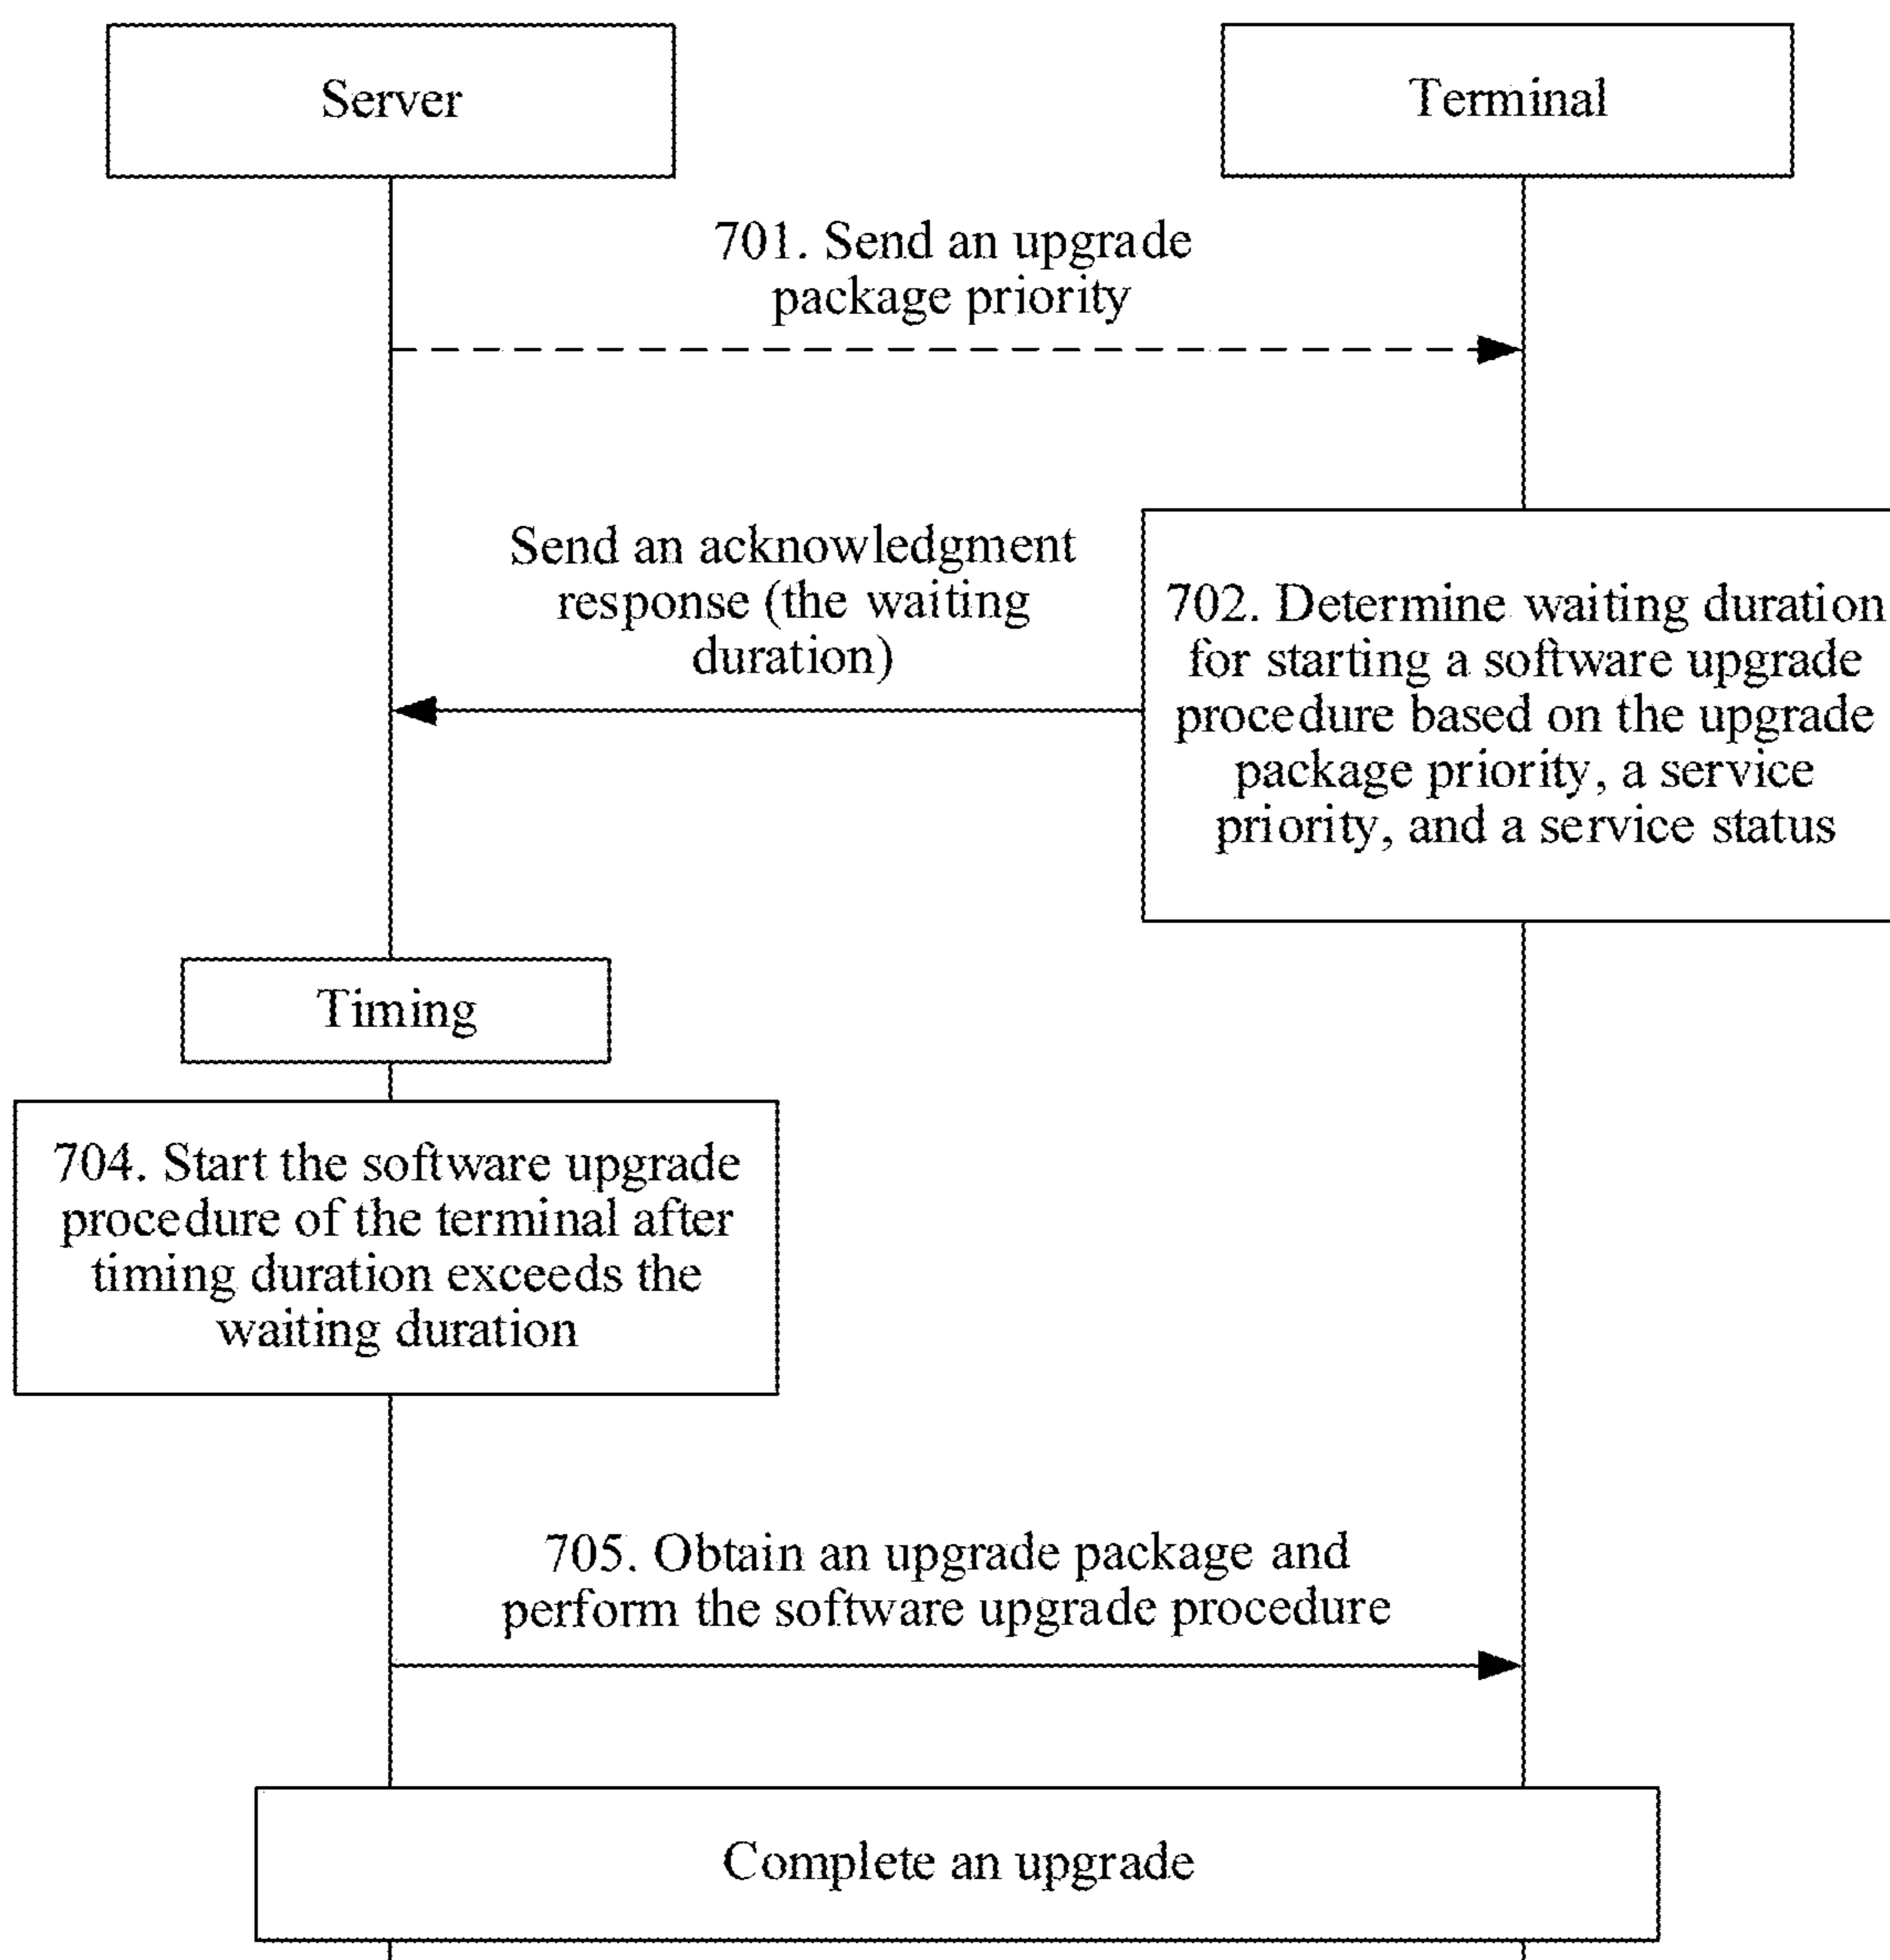 Server
Terminal
701. Send an upgrade
package priority
Send an acknowledgment
response (the waiting
duration)
702. Determine waiting duration
for starting a software upgrade
procedure based on the upgrade
package priority, a service
priority, and a service status
Timing
704. Start the software upgrade
procedure of the terminal after
timing duration exceeds the
waiting duration
705. Obtain an upgrade package and
perform the software upgrade procedure
Complete an upgrade